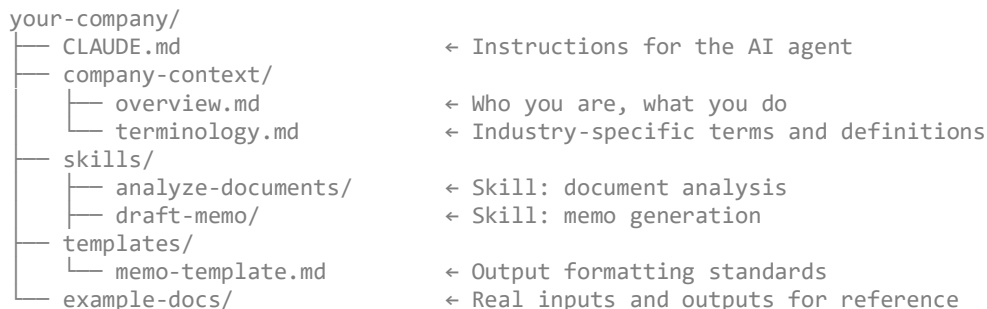 your-company/
├── CLAUDE.md ← Instructions for the AI agent
├── company-context/
│   ├── overview.md ← Who you are, what you do
│   └── terminology.md ← Industry-specific terms and definitions
├── skills/
│   ├── analyze-documents/ ← Skill: document analysis
│   ├── draft-memo/ ← Skill: memo generation
├── templates/
│   └── memo-template.md ← Output formatting standards
└── example-docs/ ← Real inputs and outputs for reference